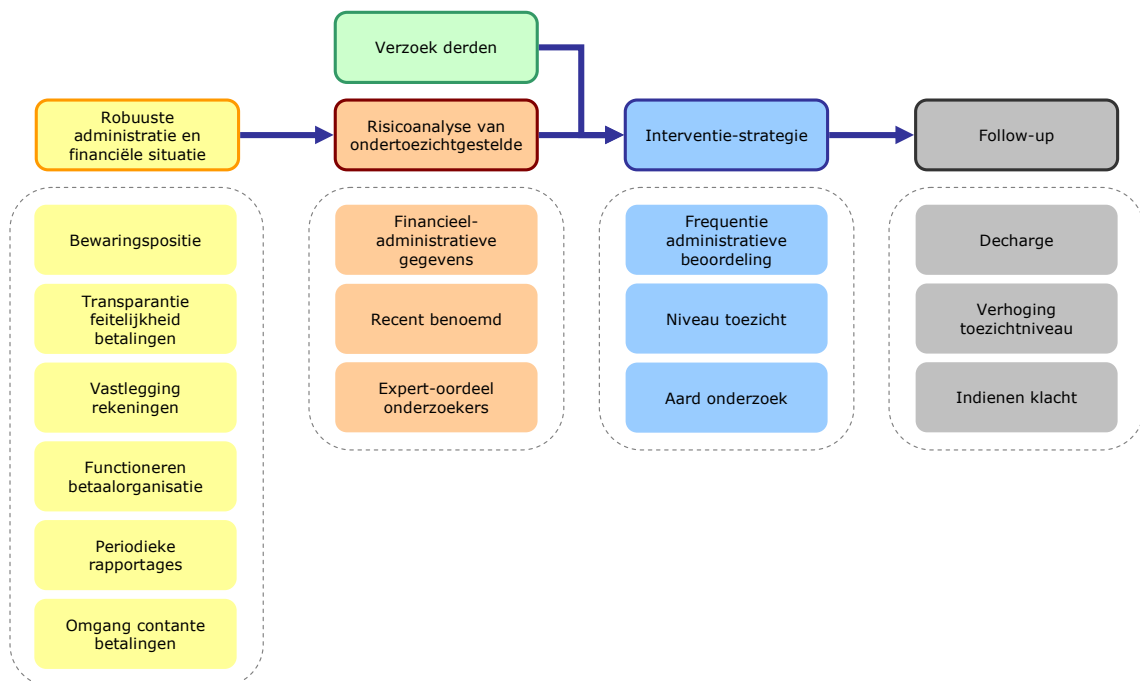 Verzoek derden
Robuuste
administratie en
financiële situatie
Risicoanalyse van
ondertoezichtgestelde
Interventie-strategie
Follow-up
Bewaringspositie
Transparantie
feitelijkheid
betalingen
Vastlegging
rekeningen
Functioneren
betaalorganisatie
Periodieke
rapportages
Omgang contante
betalingen
Financieel-
administratieve
gegevens
Recent benoemd
Expert-oordeel
onderzoekers
Frequentie
administratieve
beoordeling
Niveau toezicht
Aard onderzoek
Decharge
Verhoging
toezichtniveau
Indienen klacht